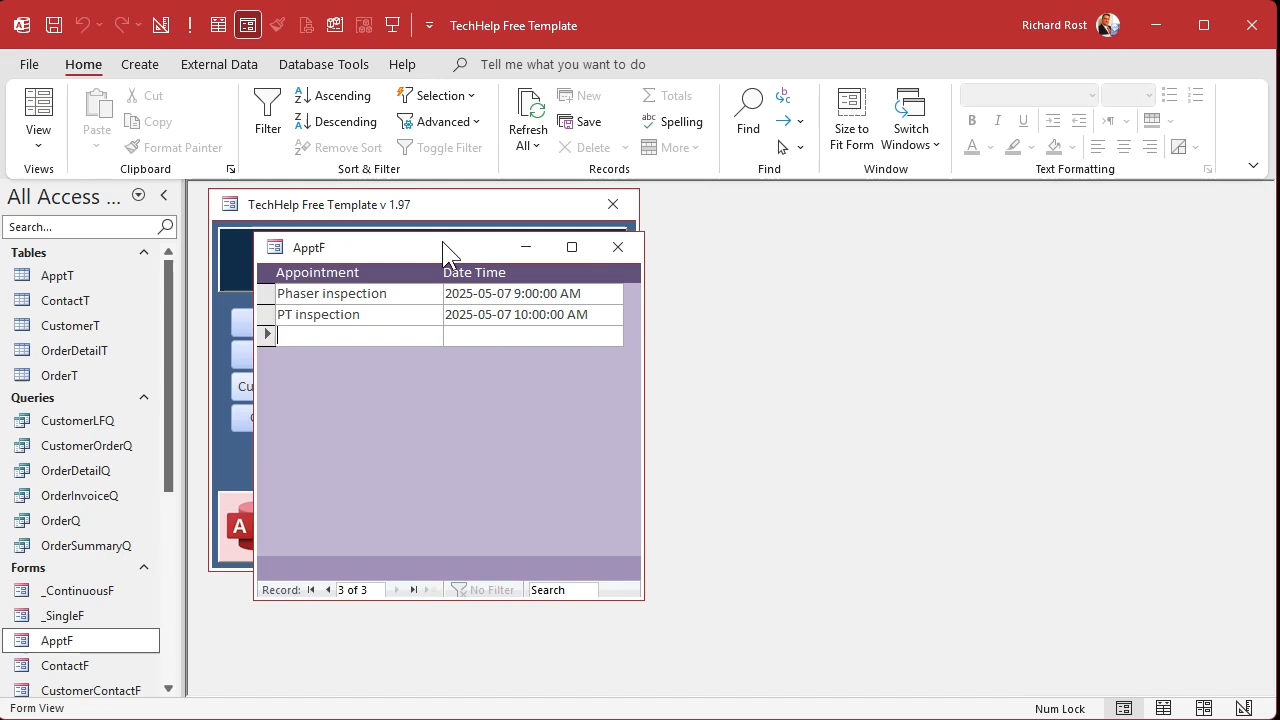 TechHelp Free Template
Richard Rost
File Home Create External Data Database Tools Help Tell me what you want to do
View
Views
Paste
Cut
Copy
Format Painter
Clipboard
Filter
Ascending
Descending
Remove Sort
Selection
Advanced
Toggle Filter
Sort & Filter
Refresh
All
New
Save
Delete
Totals
Spelling
More
Records
Find
Find
Size to
Fit Form
Switch
Windows
Window
B I U
A
Text Formatting
All Access ...
Search...
Tables
ApptT
ContactT
CustomerT
OrderDetailT
OrderT
Queries
CustomerLFQ
CustomerOrderQ
OrderDetailQ
OrderInvoiceQ
OrderQ
OrderSummaryQ
Forms
_ContinuousF
_SingleF
ApptF
ContactF
CustomerContactF
TechHelp Free Template v 1.97
Cu
A
ApptF
Appointment Date Time
Phaser inspection 2025-05-07 9:00:00 AM
PT inspection 2025-05-07 10:00:00 AM
Record: 3 of 3 No Filter Search
Form View
Num Lock